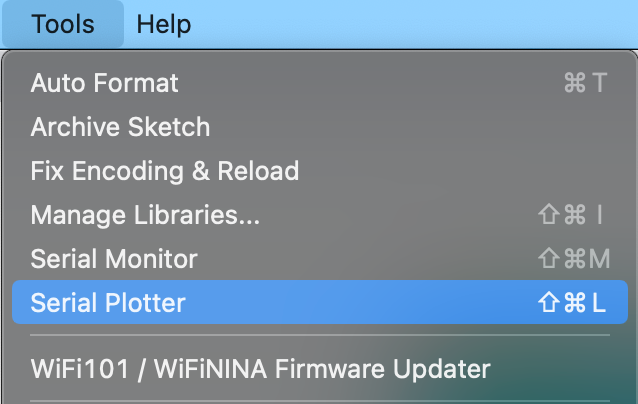 Tools Help
Auto Format ⌘ T
Archive Sketch
Fix Encoding & Reload
Manage Libraries... ⇧⌘ I
Serial Monitor ⇧⌘M
Serial Plotter ⇧⌘ L
WiFi101 / WiFiNINA Firmware Updater